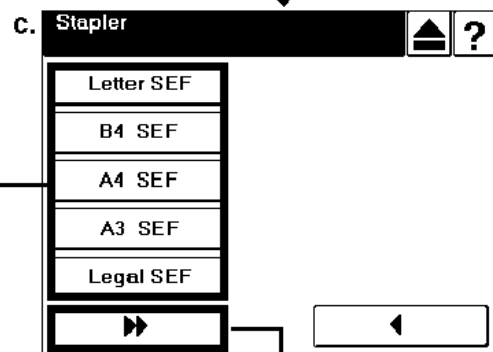 C. Stapler
?
Letter SEF
B4 SEF
A4 SEF
A3 SEF
Legal SEF